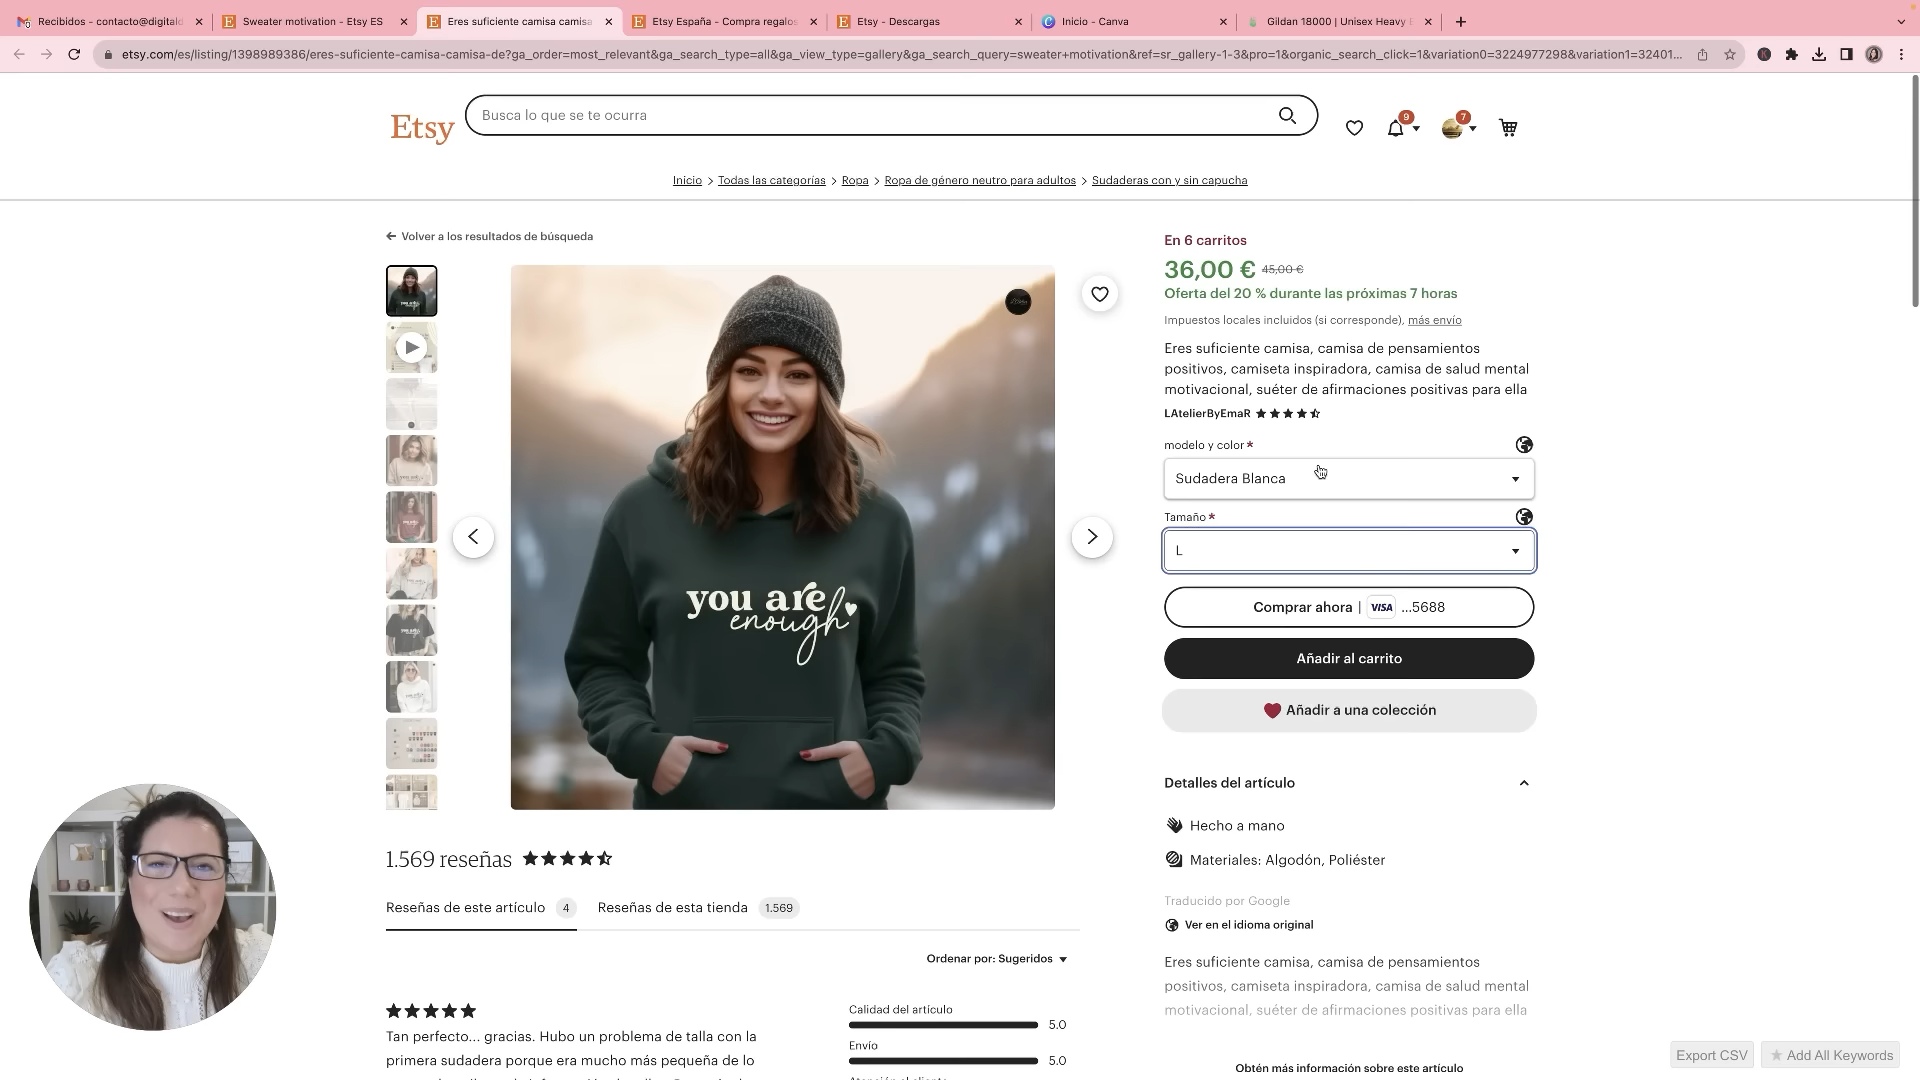 Recibidos - contacto@digital
Sweater motivation - Etsy ES
Eres suficiente camisa camisa
Etsy España - Compra regalos
Etsy - Descargas
Inicio - Canva
Gildan 18000 | Unisex Heavy
etsy.com/es/listing/1398989386/eres-suficiente-camisa-camisa-de?ga_order=most_relevant&ga_search_type=all&ga_view_type=gallery&ga_search_query=sweater+motivation&ref=sr_gallery-1-3&pro=1&organic_search_click=1&variation0=3224977298&variation1=32401...
Etsy
Busca lo que se te ocurra
9
7
Inicio > Todas las categorías > Ropa > Ropa de género neutro para adultos > Sudaderas con y sin capucha
← Volver a los resultados de búsqueda
you are
enough
En 6 carritos
36,00 € 45,00 €
Oferta del 20 % durante las próximas 7 horas
Impuestos locales incluidos (si corresponde), más envío
Eres suficiente camisa, camisa de pensamientos
positivos, camiseta inspiradora, camisa de salud mental
motivacional, suéter de afirmaciones positivas para ella
LAtelierByEmaR
modelo y color *
Sudadera Blanca
Tamaño *
L
Comprar ahora | VISA ...5688
Añadir al carrito
Añadir a una colección
Detalles del artículo
Hecho a mano
Materiales: Algodón, Poliéster
Traducido por Google
Ver en el idioma original
Eres suficiente camisa, camisa de pensamientos
positivos, camiseta inspiradora, camisa de salud mental
motivacional, suéter de afirmaciones positivas para ella
Obtén más información sobre este artículo
1.569 reseñas
Reseñas de este artículo 4
Reseñas de esta tienda 1.569
Ordenar por: Sugeridos
Tan perfecto... gracias. Hubo un problema de talla con la
primera sudadera porque era mucho más pequeña de lo
Calidad del artículo
5.0
Envío
5.0
Export CSV
Add All Keywords